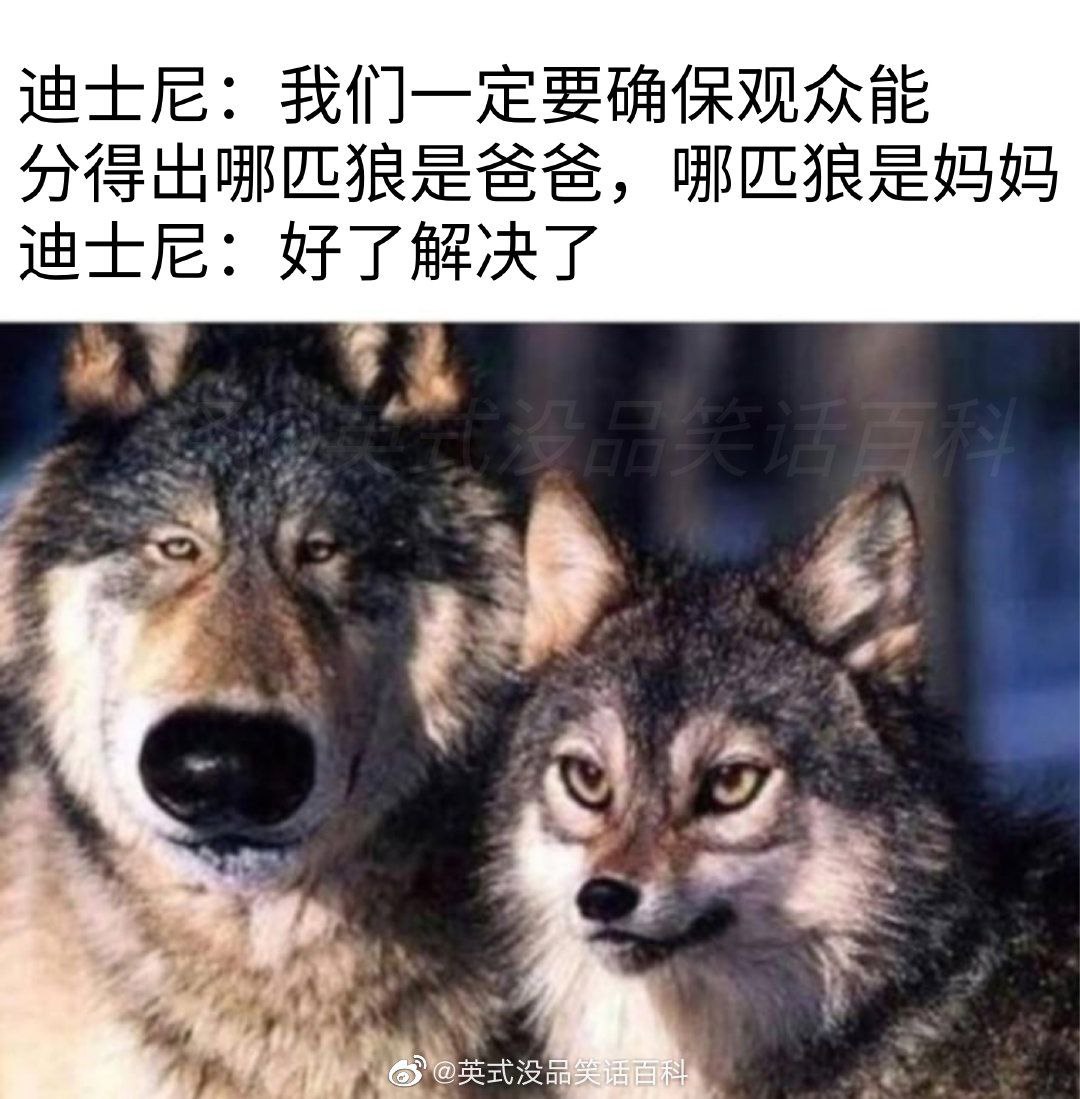 迪士尼：我们一定要确保观众能
分得出哪匹狼是爸爸，哪匹狼是妈妈
迪士尼：好了解决了
@英式没品笑话百科
@英式没品笑话百科